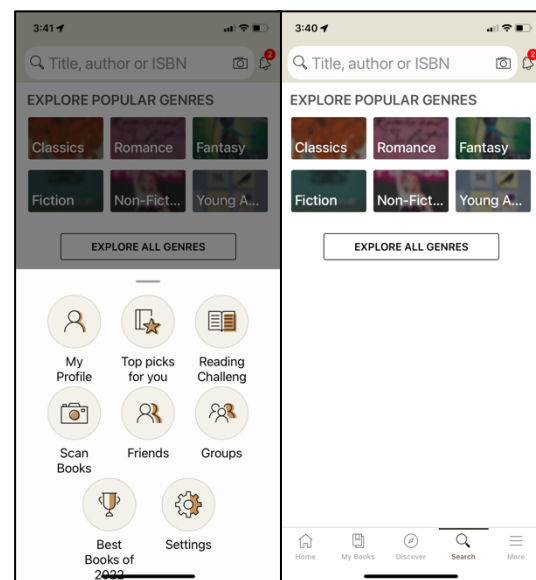 3:41
Title, author or ISBN
2
EXPLORE POPULAR GENRES
Classics
Romance
Fantasy
Fiction
Non-Fict...
Young A...
EXPLORE ALL GENRES
My
Profile
Top picks
for you
Reading
Challeng
Scan
Books
Friends
Groups
Best
Books of
2022
Settings
3:40
Title, author or ISBN
2
EXPLORE POPULAR GENRES
Classics
Romance
Fantasy
Fiction
Non-Fict...
Young A...
EXPLORE ALL GENRES
Home
My Books
Discover
Search
More